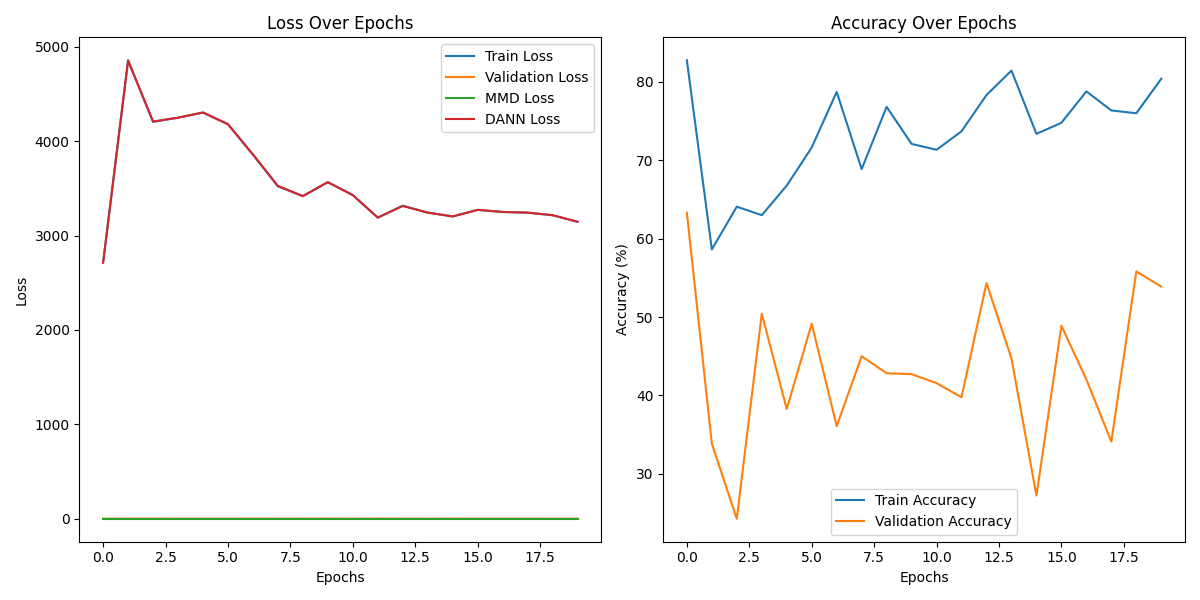 Loss Over Epochs
Loss
5000
4000
3000
2000
1000
0
0.0 2.5 5.0 7.5 10.0 12.5 15.0 17.5
Epochs
Train Loss
Validation Loss
MMD Loss
DANN Loss
Accuracy Over Epochs
Accuracy (%)
80
70
60
50
40
30
0.0 2.5 5.0 7.5 10.0 12.5 15.0 17.5
Epochs
Train Accuracy
Validation Accuracy